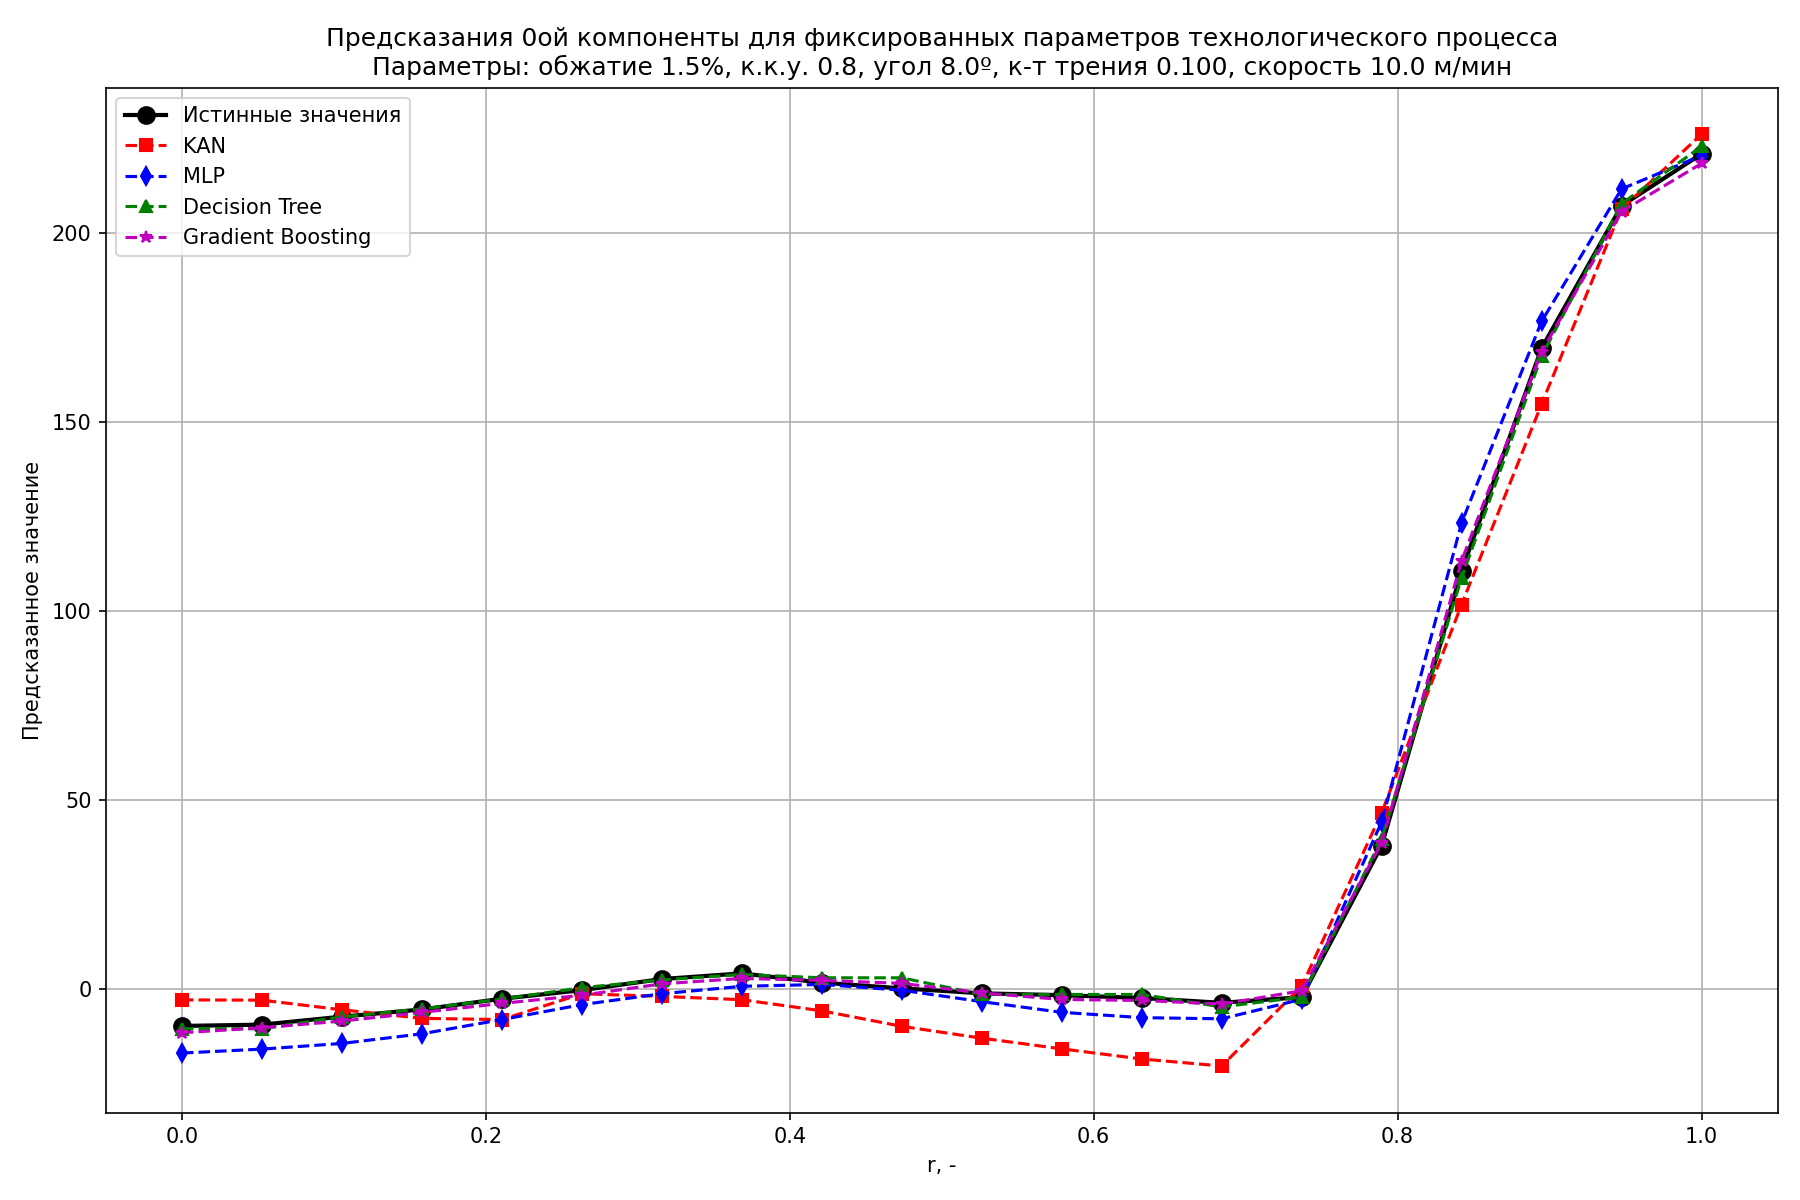 Предсказания 0ой компоненты для фиксированных параметров технологического процесса
Параметры: обжатие 1.5%, к.к.у. 0.8, угол 8.0º, к-т трения 0.100, скорость 10.0 м/мин
Истинные значения
KAN
MLP
Decision Tree
Gradient Boosting
Предсказанное значение
200
150
100
50
0
0.0
0.2
0.4
0.6
0.8
1.0
r, -